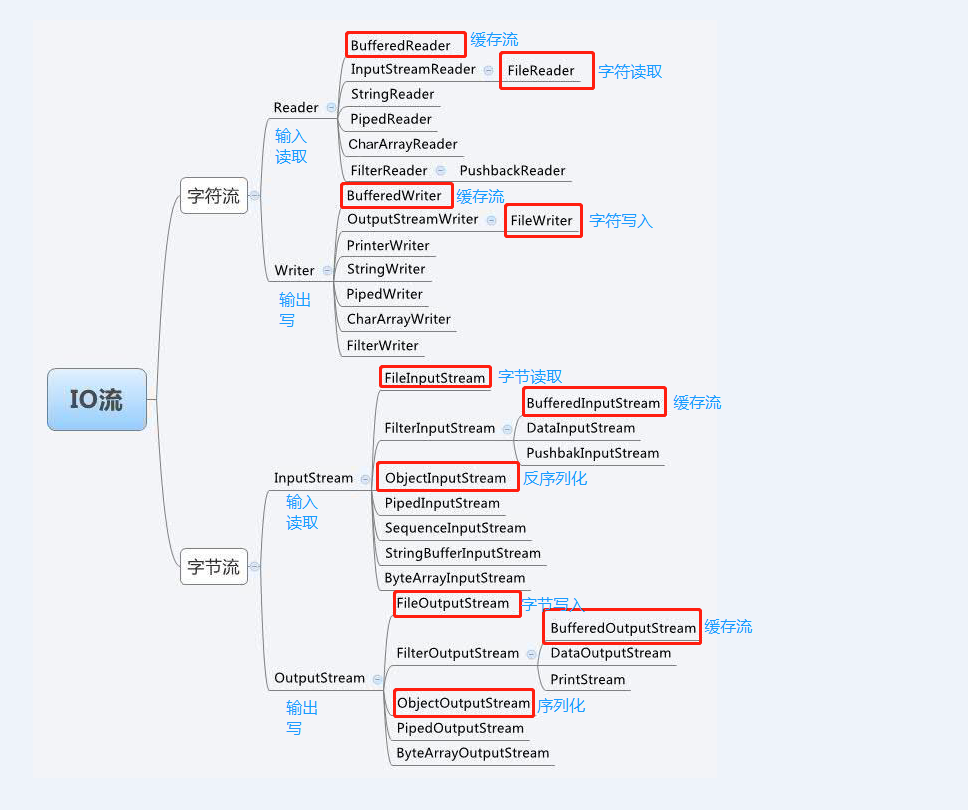 BufferedReader 缓存流
InputStreamReader FileReader 字符读取
StringReader
Reader
PipedReader
输入
读取
CharArrayReader
FilterReader PushbackReader
字符流
BufferedWriter 缓存流
OutputStreamWriter FileWriter 字符写入
PrinterWriter
Writer
StringWriter
输出
写
PipedWriter
CharArrayWriter
FilterWriter
IO流
FileInputStream 字节读取
BufferedInputStream 缓存流
FilterInputStream
DataInputStream
PushbakInputStream
InputStream
输入
读取
ObjectInputStream 反序列化
PipedInputStream
SequenceInputStream
StringBufferInputStream
字节流
ByteArrayInputStream
FileOutputStream 字节写入
BufferedOutputStream 缓存流
FilterOutputStream
DataOutputStream
PrintStream
OutputStream
输出
写
ObjectOutputStream 序列化
PipedOutputStream
ByteArrayOutputStream